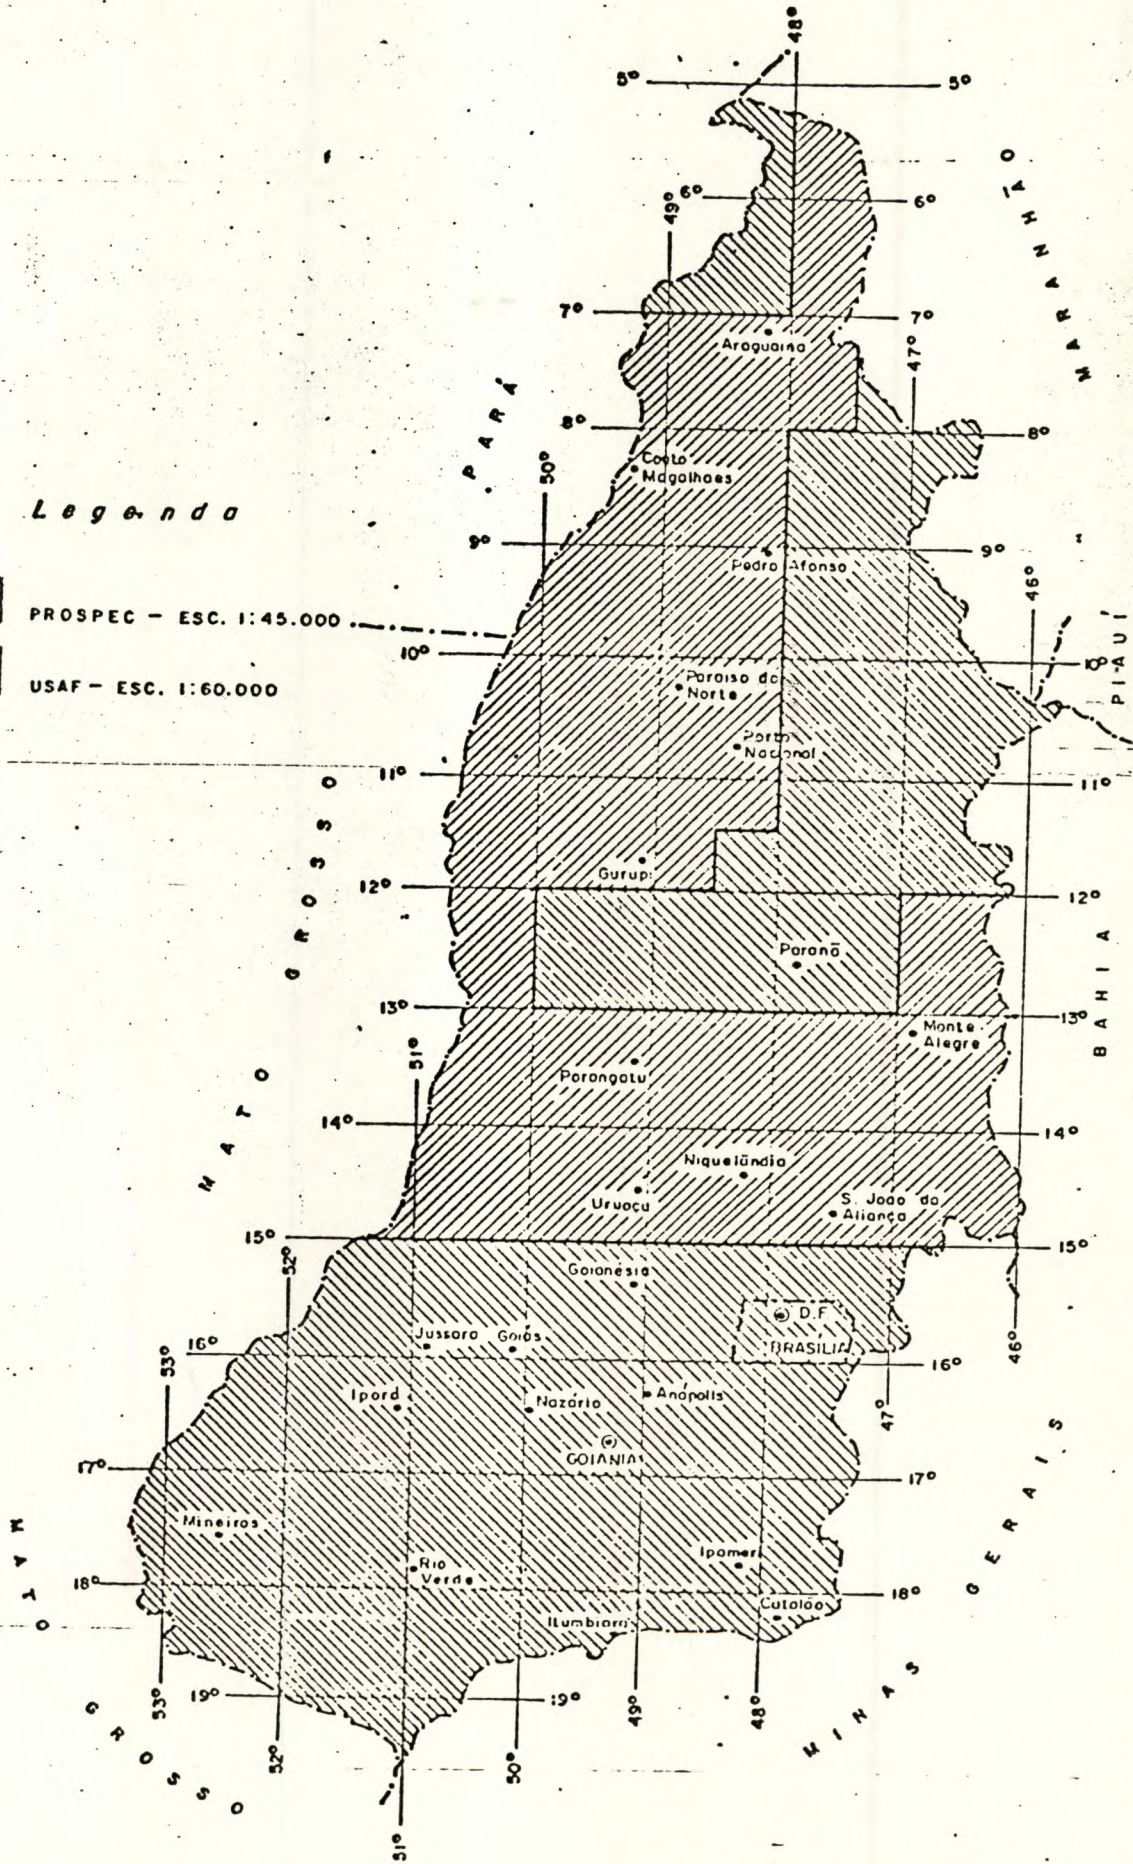 48°
5° 5°
49° 6° 6°
MARANHÃO
7° 7°
Araguaina
47°
PARÁ
8° 8°
Couto
Magalhaes
50°
Legenda
9° 9°
Pedro Afonso
46°
PROSPEC - ESC. 1:45.000
10° 10°
PIAUÍ
USAF - ESC. 1:60.000
Paraiso do
Norte
Porto
Nacional
11° 11°
MATO GROSSO
Gurupi
12° 12°
Paranã
BAHIA
13° 13°
Monte
Alegre
51°
Porangatu
14° 14°
Niquelândia
Uruaçu
S. João da
Aliança
15° 15°
52°
Goianésia
D.F.
BRASÍLIA
Jussara Goiás
16° 16°
46°
53°
Iporá
Nazário
Anápolis
47°
GOIANIA
17° 17°
MINAS GERAIS
Mineiros
Rio
Verde
Ipameri
18° 18°
Catalão
Itumbiara
MATO GROSSO
19° 19°
53°
52°
51°
50°
49°
48°